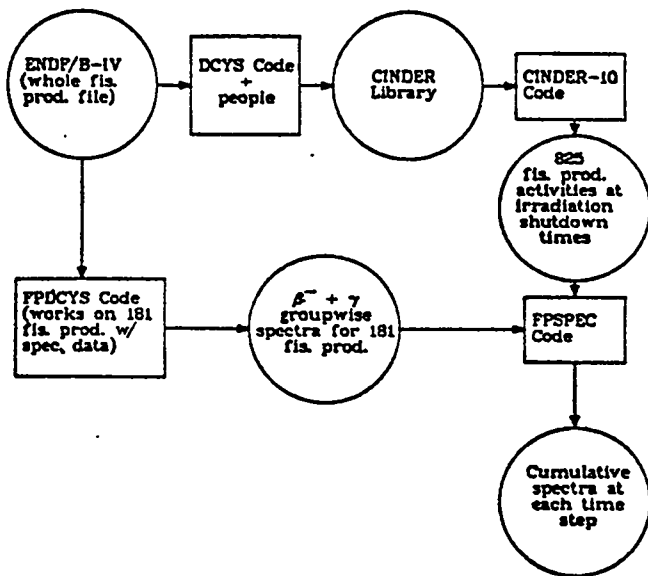 ENDF/B-IV
(whole fis.
prod. file)
DCYS Code
+
people
CINDER
Library
CINDER-10
Code
825
fis. prod.
activities at
irradiation
shutdown
times
FPDCYS Code
(works on 181
fis. prod. w/
spec. data)
β⁻ + γ
groupwise
spectra for 181
fis. prod.
FPSPEC
Code
Cumulative
spectra at
each time
step